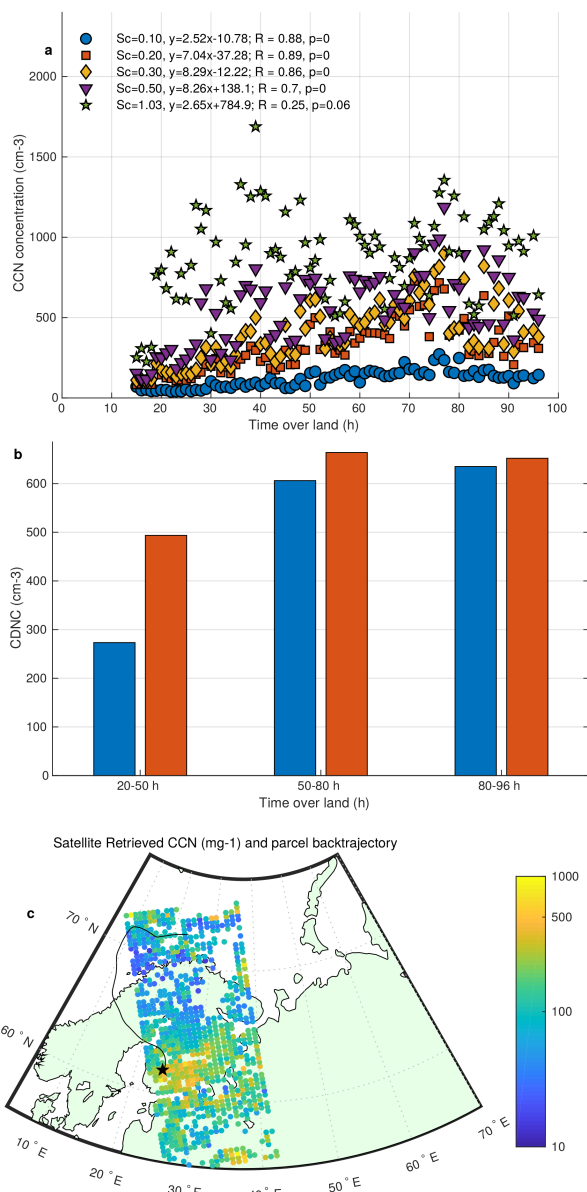 a
Sc=0.10, y=2.52x-10.78; R = 0.88, p=0
Sc=0.20, y=7.04x-37.28; R = 0.89, p=0
Sc=0.30, y=8.29x-12.22; R = 0.86, p=0
Sc=0.50, y=8.26x+138.1; R = 0.7, p=0
Sc=1.03, y=2.65x+784.9; R = 0.25, p=0.06
CCN concentration (cm-3)
2000
1500
1000
500
0
0 10 20 30 40 50 60 70 80 90 100
Time over land (h)
b
CDNC (cm-3)
600
500
400
300
200
100
0
20-50 h 50-80 h 80-96 h
Time over land (h)
Satellite Retrieved CCN (mg-1) and parcel backtrajectory
c
70 ° N
60 ° N
10 ° E
20 ° E
30 ° E
40 ° E
50 ° E
60 ° E
70 ° E
1000
500
100
10